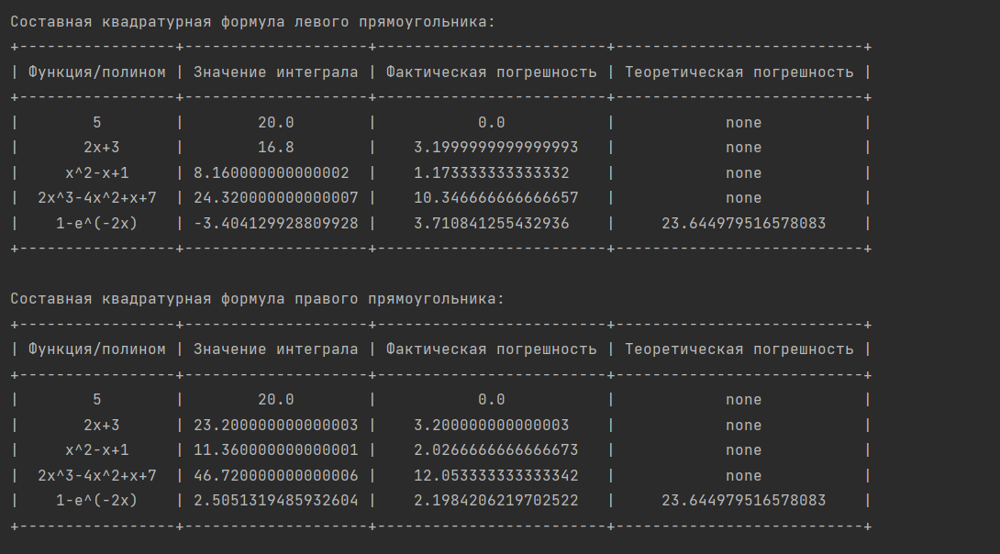 Составная квадратурная формула левого прямоугольника:
+-----------------+--------------------+-------------------------+---------------------------+
| Функция/полином | Значение интеграла | Фактическая погрешность | Теоретическая погрешность |
+-----------------+--------------------+-------------------------+---------------------------+
| 5 | 20.0 | 0.0 | none |
| 2x+3 | 16.8 | 3.1999999999999993 | none |
| x^2-x+1 | 8.160000000000002 | 1.173333333333332 | none |
| 2x^3-4x^2+x+7 | 24.320000000000007 | 10.346666666666657 | none |
| 1-e^(-2x) | -3.404129928809928 | 3.710841255432936 | 23.644979516578083 |
+-----------------+--------------------+-------------------------+---------------------------+
Составная квадратурная формула правого прямоугольника:
+-----------------+--------------------+-------------------------+---------------------------+
| Функция/полином | Значение интеграла | Фактическая погрешность | Теоретическая погрешность |
+-----------------+--------------------+-------------------------+---------------------------+
| 5 | 20.0 | 0.0 | none |
| 2x+3 | 23.200000000000003 | 3.200000000000003 | none |
| x^2-x+1 | 11.360000000000001 | 2.0266666666666673 | none |
| 2x^3-4x^2+x+7 | 46.720000000000006 | 12.053333333333342 | none |
| 1-e^(-2x) | 2.5051319485932604 | 2.1984206219702522 | 23.644979516578083 |
+-----------------+--------------------+-------------------------+---------------------------+